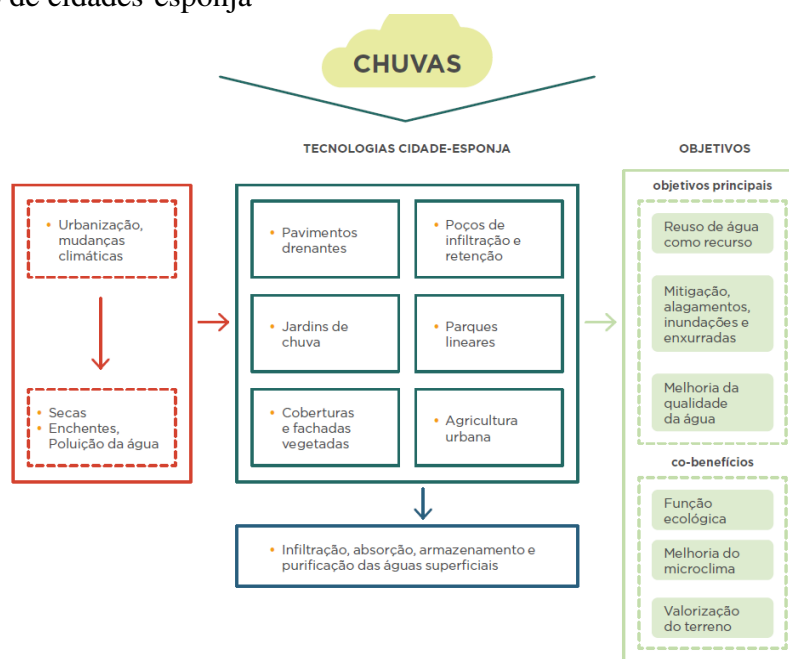 de cidades-esponja
CHUVAS
TECNOLOGIAS CIDADE-ESPONJA
OBJETIVOS
objetivos principais
• Urbanização,
mudanças
climáticas
• Secas
• Enchentes,
Poluição da água
• Pavimentos
drenantes
• Poços de
infiltração e
retenção
• Jardins de
chuva
• Parques
lineares
• Coberturas
e fachadas
vegetadas
• Agricultura
urbana
• Infiltração, absorção, armazenamento e
purificação das águas superficiais
Reuso de água
como recurso
Mitigação,
alagamentos,
inundações e
enxurradas
Melhoria da
qualidade
da água
co-benefícios
Função
ecológica
Melhoria do
microclima
Valorização
do terreno